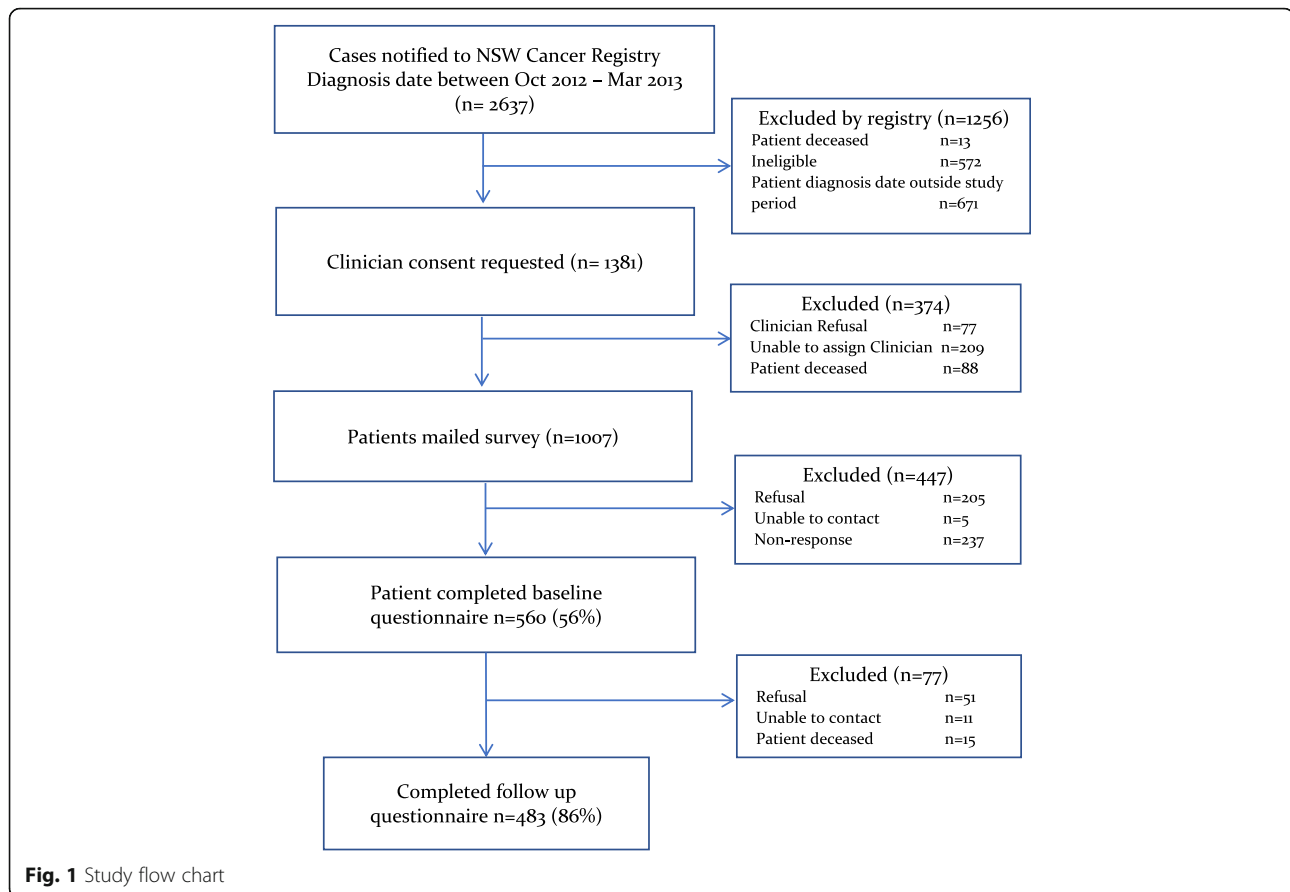 Cases notified to NSW Cancer Registry
Diagnosis date between Oct 2012 – Mar 2013
(n= 2637)
Excluded by registry (n=1256)
Patient deceased n=13
Ineligible n=572
Patient diagnosis date outside study
period n=671
Clinician consent requested (n= 1381)
Excluded (n=374)
Clinician Refusal n=77
Unable to assign Clinician n=209
Patient deceased n=88
Patients mailed survey (n=1007)
Excluded (n=447)
Refusal n=205
Unable to contact n=5
Non-response n=237
Patient completed baseline
questionnaire n=560 (56%)
Excluded (n=77)
Refusal n=51
Unable to contact n=11
Patient deceased n=15
Completed follow up
questionnaire n=483 (86%)
Fig. 1 Study flow chart